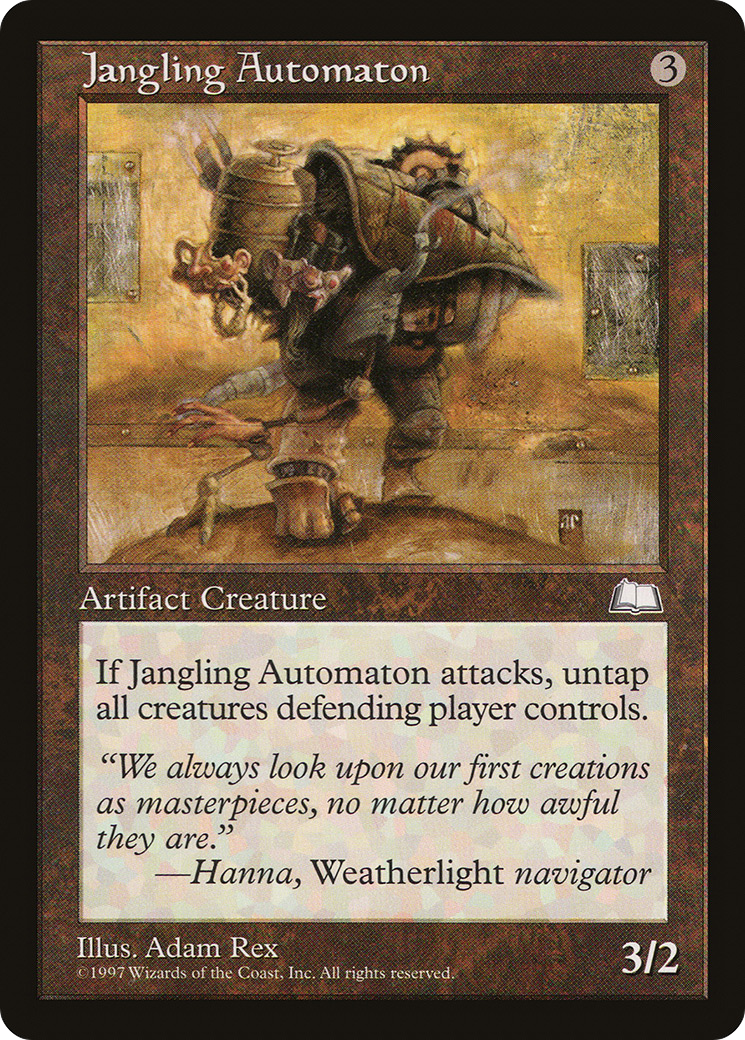 Jangling Automaton
3
Artifact Creature
If Jangling Automaton attacks, untap
all creatures defending player controls.
“We always look upon our first creations
as masterpieces, no matter how awful
they are.”
—Hanna, Weatherlight navigator
Illus. Adam Rex
©1997 Wizards of the Coast, Inc. All rights reserved.
3/2